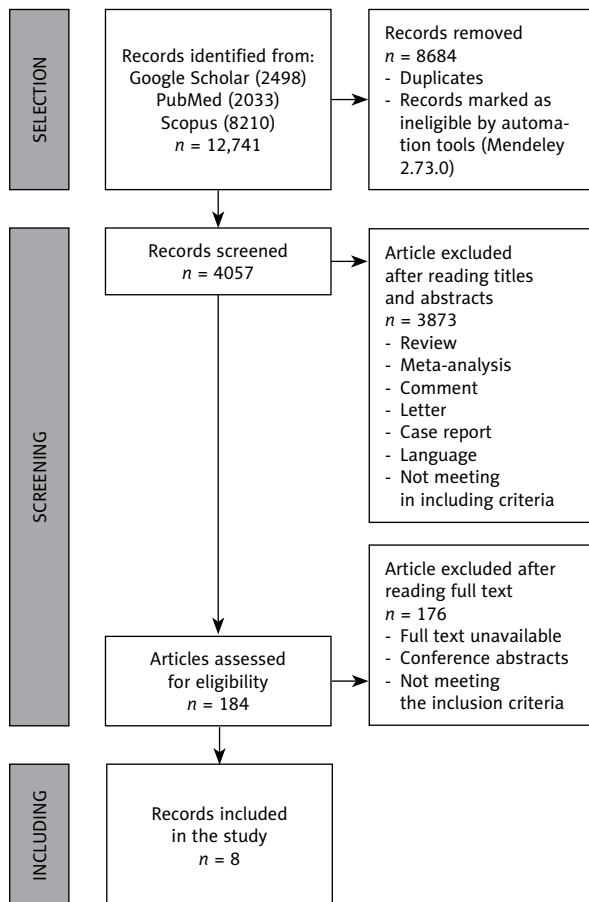 SELECTION
Records identified from:
Google Scholar (2498)
PubMed (2033)
Scopus (8210)
n = 12,741
Records removed
n = 8684
- Duplicates
- Records marked as
ineligible by automa-
tion tools (Mendeley
2.73.0)
SCREENING
Records screened
n = 4057
Article excluded
after reading titles
and abstracts
n = 3873
- Review
- Meta-analysis
- Comment
- Letter
- Case report
- Language
- Not meeting
in including criteria
Articles assessed
for eligibility
n = 184
Article excluded after
reading full text
n = 176
- Full text unavailable
- Conference abstracts
- Not meeting
the inclusion criteria
INCLUDING
Records included
in the study
n = 8